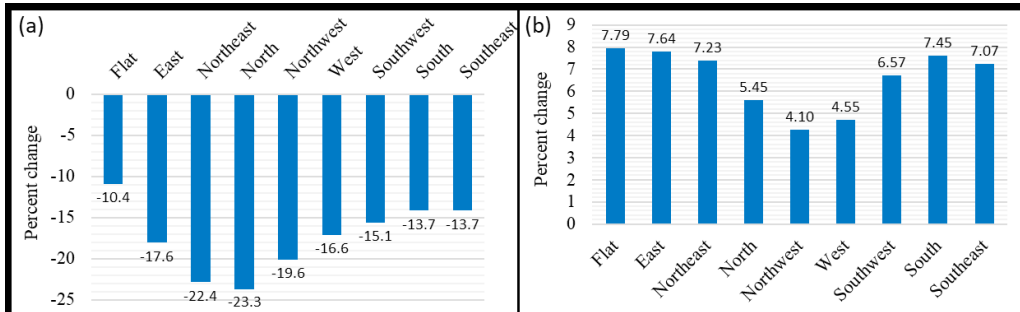 (a)
Flat
East
Northeast
North
Northwest
West
Southwest
South
Southeast
Percent change
0
-5
-10
-15
-20
-25
-10.4
-17.6
-22.4
-23.3
-19.6
-16.6
-15.1
-13.7
-13.7
(b)
Percent change
9
8
7
6
5
4
3
2
1
0
7.79
7.64
7.23
5.45
4.10
4.55
6.57
7.45
7.07
Flat
East
Northeast
North
Northwest
West
Southwest
South
Southeast